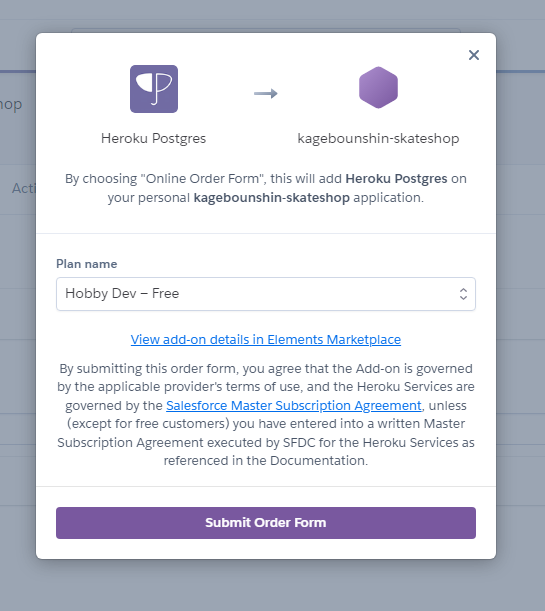 hop
Acti
×
Heroku Postgres
kagebounshin-skateshop
By choosing "Online Order Form", this will add Heroku Postgres on
your personal kagebounshin-skateshop application.
Plan name
Hobby Dev – Free
View add-on details in Elements Marketplace
By submitting this order form, you agree that the Add-on is governed
by the applicable provider's terms of use, and the Heroku Services are
governed by the Salesforce Master Subscription Agreement, unless
(except for free customers) you have entered into a written Master
Subscription Agreement executed by SFDC for the Heroku Services as
referenced in the Documentation.
Submit Order Form